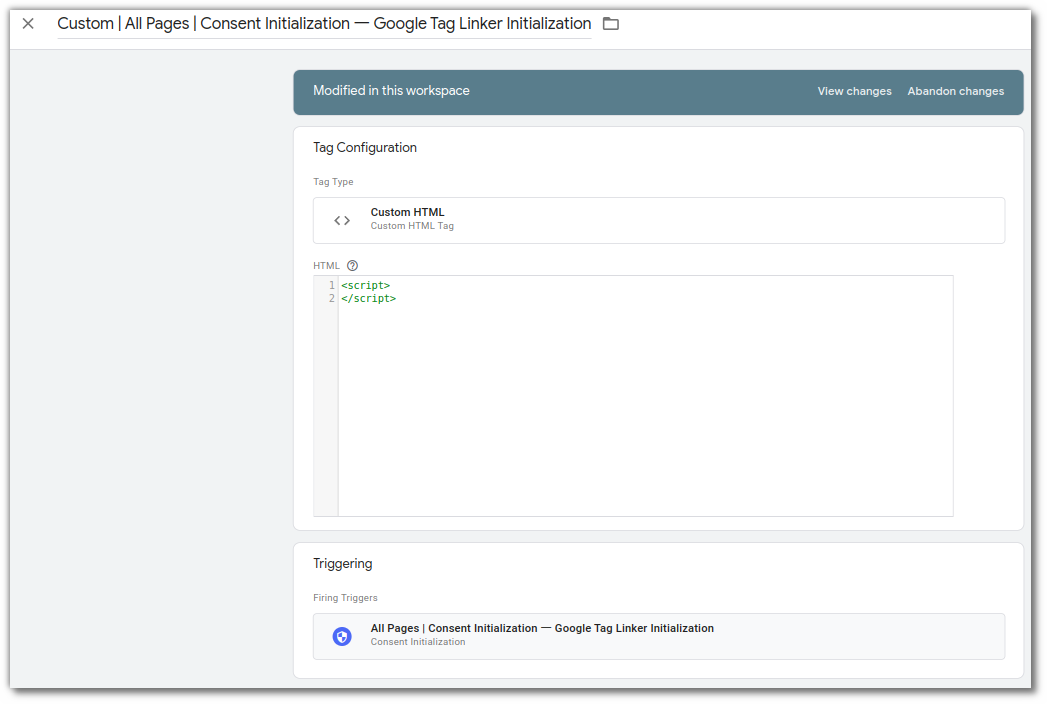 Custom | All Pages | Consent Initialization — Google Tag Linker Initialization
Modified in this workspace
View changes
Abandon changes
Tag Configuration
Tag Type
Custom HTML
Custom HTML Tag
HTML
1 <script>
2 </script>
Triggering
Firing Triggers
All Pages | Consent Initialization — Google Tag Linker Initialization
Consent Initialization